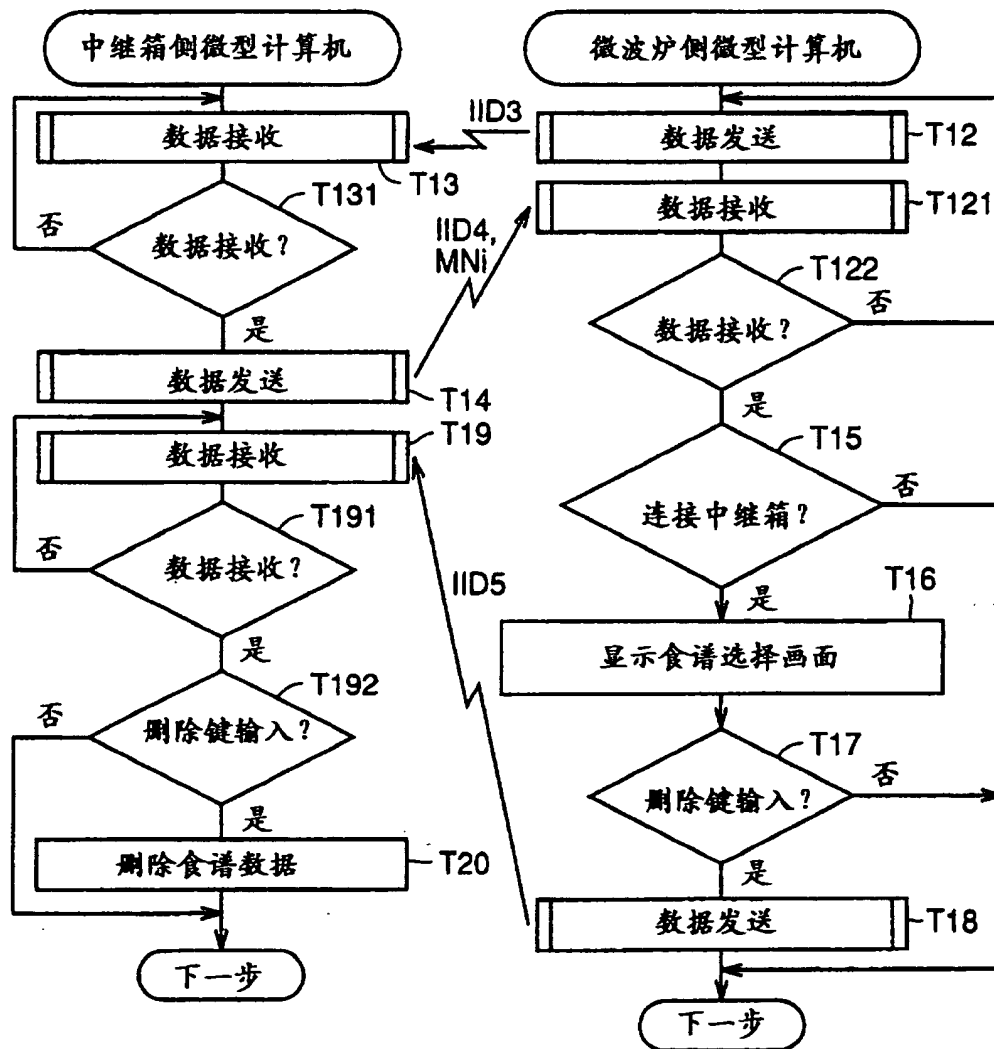 中继箱侧微型计算机
数据接收
T13
T131
数据接收?
否
是
数据发送
T14
数据接收
T19
T191
数据接收?
否
是
T192
删除键输入?
否
是
删除食谱数据
T20
下一步
IID3
IID4,
MNi
IID5
微波炉侧微型计算机
数据发送
T12
数据接收
T121
T122
数据接收?
否
是
T15
连接中继箱?
否
是
T16
显示食谱选择画面
T17
删除键输入?
否
是
数据发送
T18
下一步